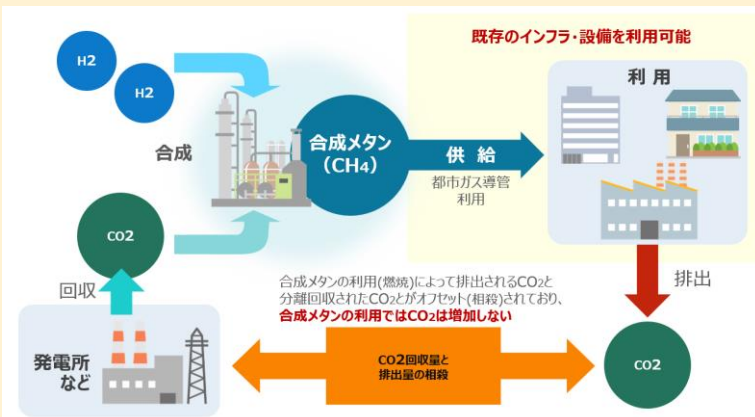 既存のインフラ・設備を利用可能
H2
H2
合成
合成メタン
（CH4）
供 給
都市ガス導管
利用
利 用
CO2
回収
発電所
など
合成メタンの利用(燃焼)によって排出されるCO2と
分離回収されたCO2とがオフセット(相殺)されており、
合成メタンの利用ではCO2は増加しない
CO2回収量と
排出量の相殺
排出
CO2